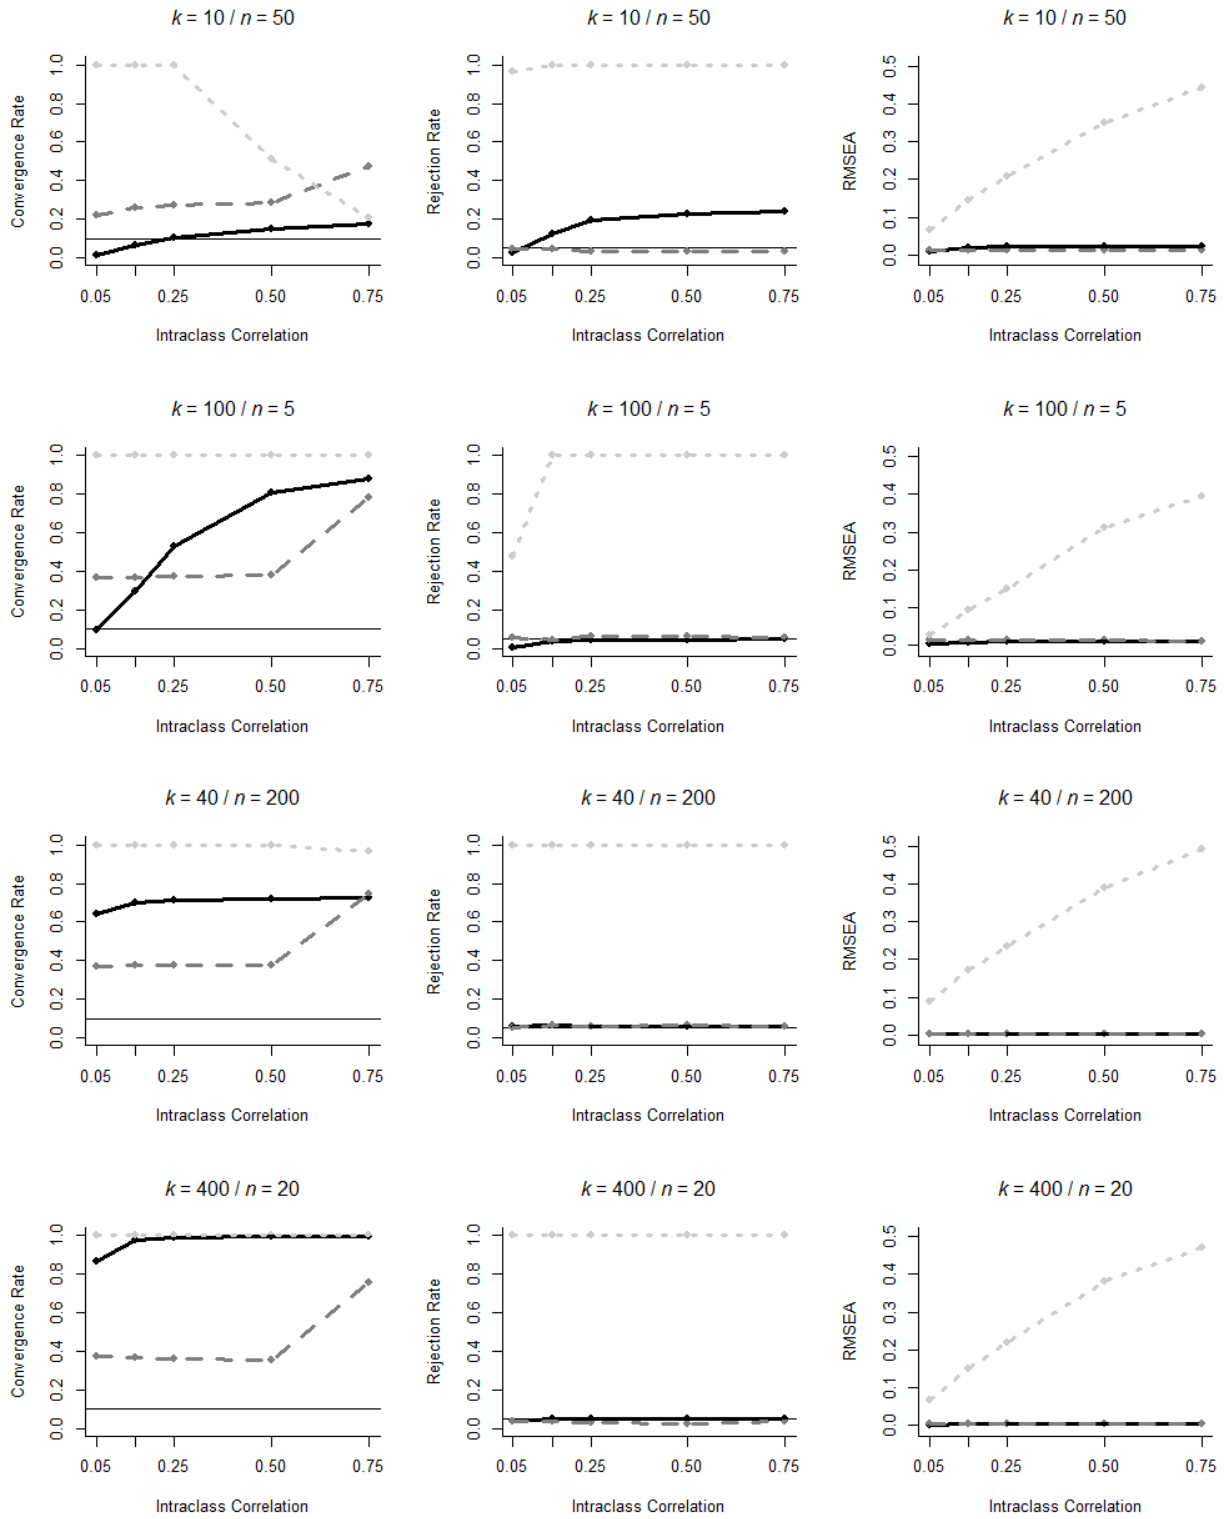 k = 10 / n = 50
Convergence Rate
1.0
0.8
0.6
0.4
0.2
0.0
0.05 0.25 0.50 0.75
Intraclass Correlation
k = 10 / n = 50
Rejection Rate
1.0
0.8
0.6
0.4
0.2
0.0
0.05 0.25 0.50 0.75
Intraclass Correlation
k = 10 / n = 50
RMSEA
0.5
0.4
0.3
0.2
0.1
0.0
0.05 0.25 0.50 0.75
Intraclass Correlation
k = 100 / n = 5
Convergence Rate
1.0
0.8
0.6
0.4
0.2
0.0
0.05 0.25 0.50 0.75
Intraclass Correlation
k = 100 / n = 5
Rejection Rate
1.0
0.8
0.6
0.4
0.2
0.0
0.05 0.25 0.50 0.75
Intraclass Correlation
k = 100 / n = 5
RMSEA
0.5
0.4
0.3
0.2
0.1
0.0
0.05 0.25 0.50 0.75
Intraclass Correlation
k = 40 / n = 200
Convergence Rate
1.0
0.8
0.6
0.4
0.2
0.0
0.05 0.25 0.50 0.75
Intraclass Correlation
k = 40 / n = 200
Rejection Rate
1.0
0.8
0.6
0.4
0.2
0.0
0.05 0.25 0.50 0.75
Intraclass Correlation
k = 40 / n = 200
RMSEA
0.5
0.4
0.3
0.2
0.1
0.0
0.05 0.25 0.50 0.75
Intraclass Correlation
k = 400 / n = 20
Convergence Rate
1.0
0.8
0.6
0.4
0.2
0.0
0.05 0.25 0.50 0.75
Intraclass Correlation
k = 400 / n = 20
Rejection Rate
1.0
0.8
0.6
0.4
0.2
0.0
0.05 0.25 0.50 0.75
Intraclass Correlation
k = 400 / n = 20
RMSEA
0.5
0.4
0.3
0.2
0.1
0.0
0.05 0.25 0.50 0.75
Intraclass Correlation